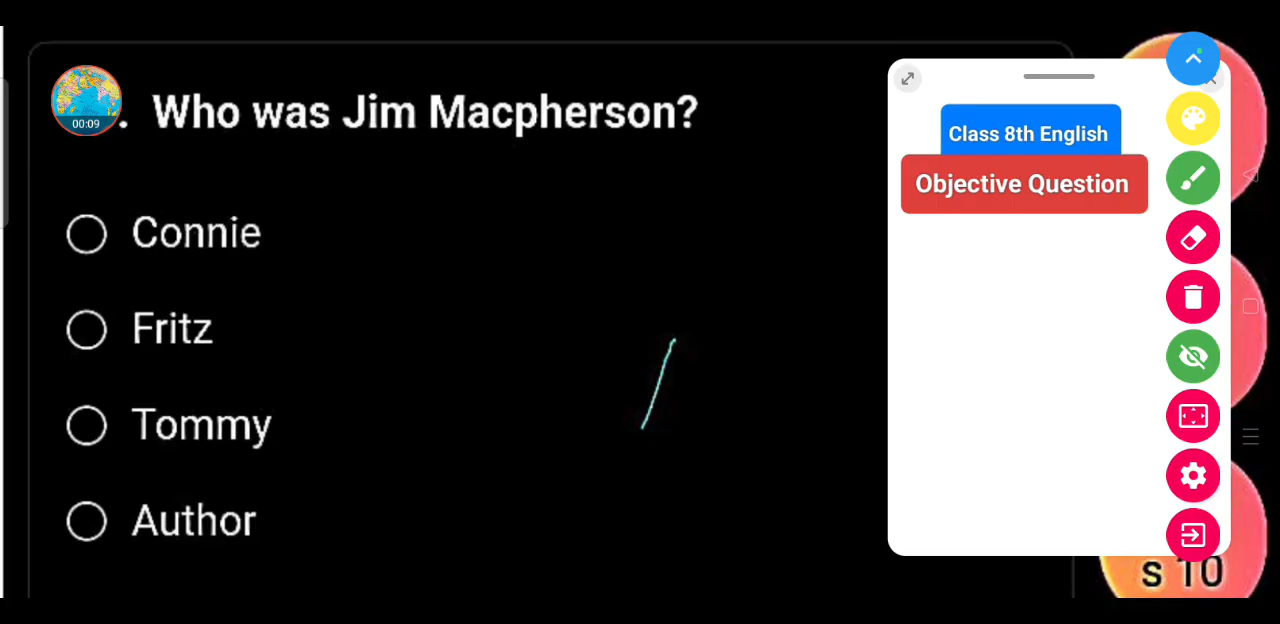 . Who was Jim Macpherson?
00:09
Connie
Fritz
Tommy
Author
Class 8th English
Objective Question
s 10